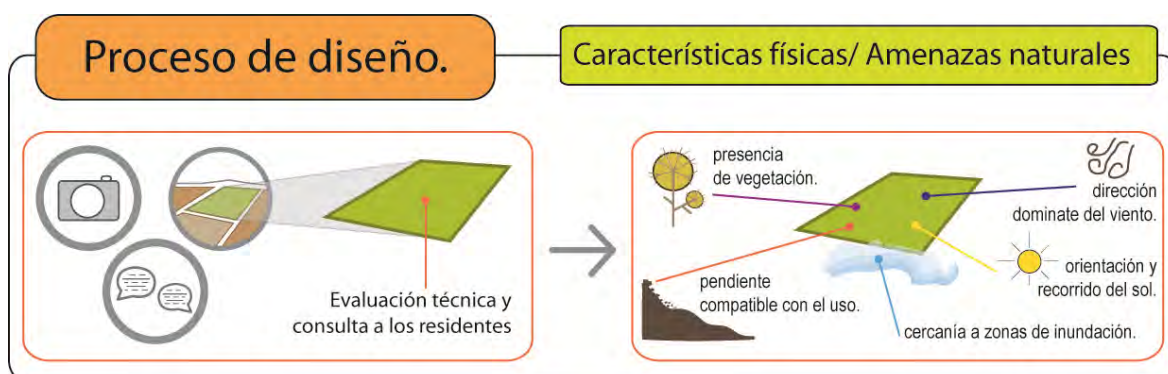 Proceso de diseño.
Características físicas/ Amenazas naturales
Evaluación técnica y
consulta a los residentes
presencia
de vegetación.
dirección
dominate del viento.
pendiente
compatible con el uso.
orientación y
recorrido del sol.
cercanía a zonas de inundación.